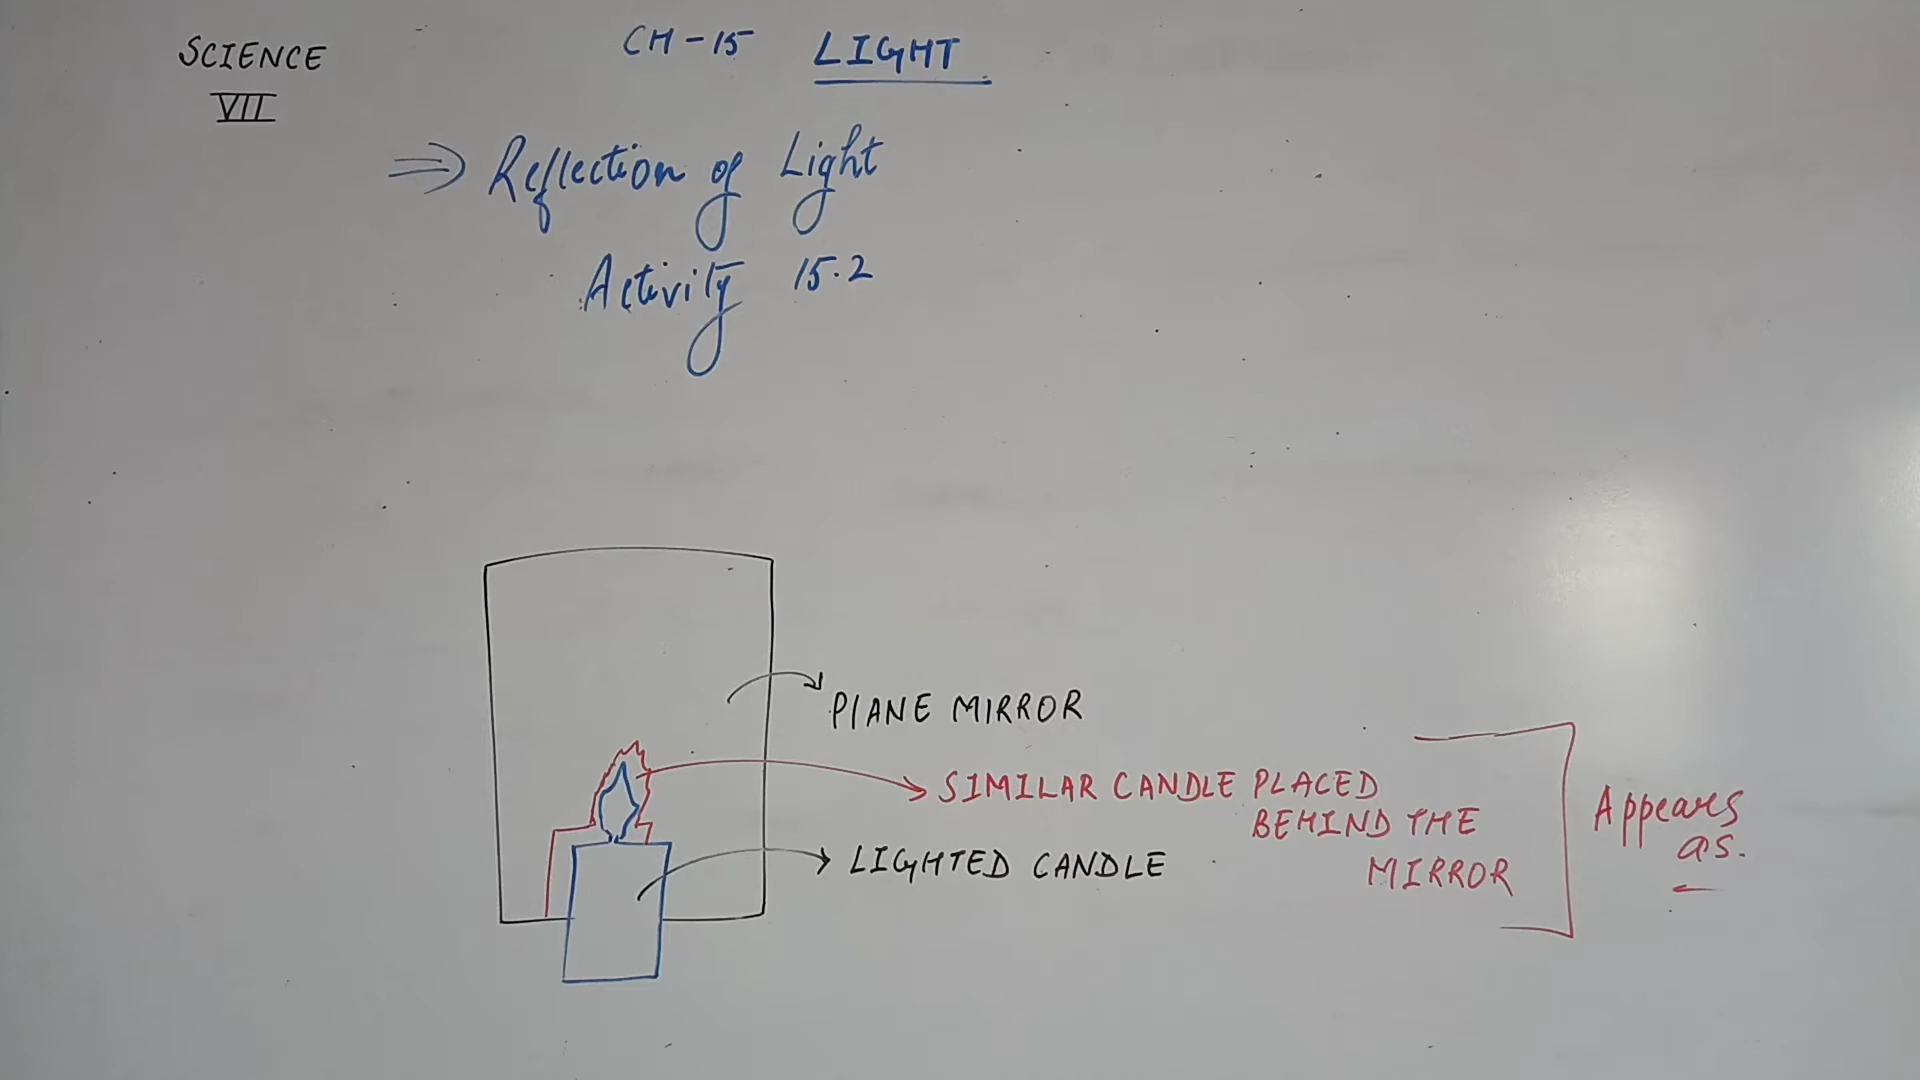 SCIENCE
VII
CH-15 LIGHT
⇒ Reflection of Light
Activity 15.2
PLANE MIRROR
SIMILAR CANDLE PLACED
BEHIND THE
MIRROR
Appears
as.
LIGHTED CANDLE